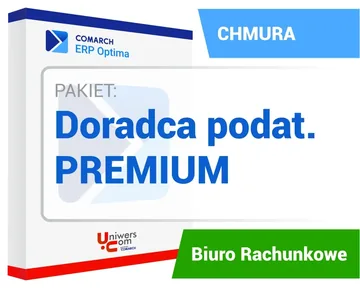 COMARCH
ERP Optima
CHMURA
PAKIET:
Doradca podat.
PREMIUM
Uniwers
Com
Biuro Rachunkowe